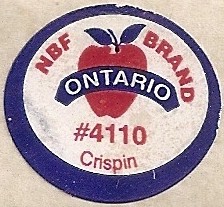 NBF BRAND
ONTARIO
#4110
Crispin